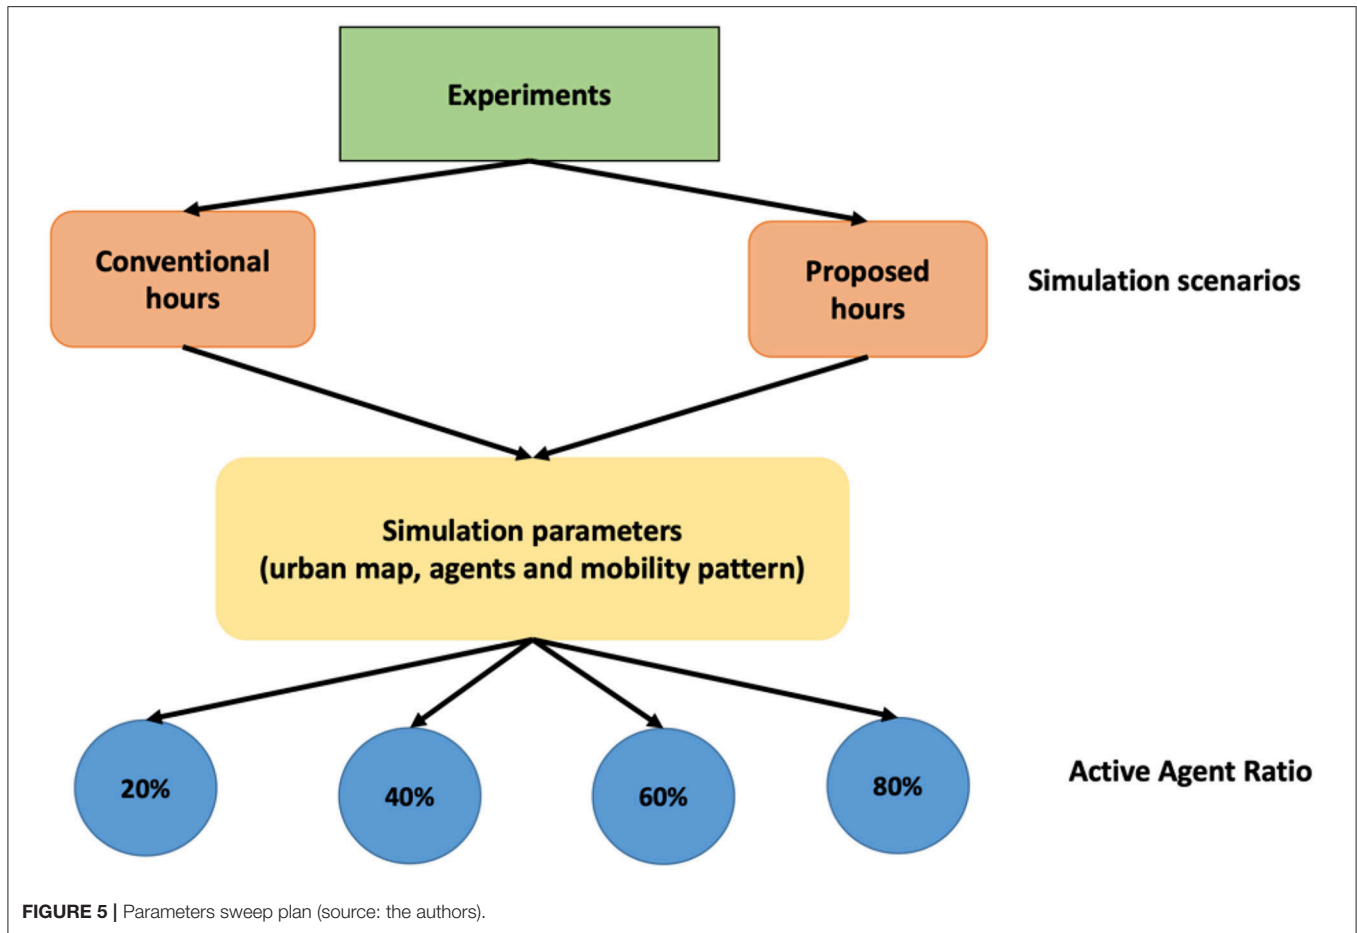 Experiments
Conventional
hours
Proposed
hours
Simulation scenarios
Simulation parameters
(urban map, agents and mobility pattern)
20%
40%
60%
80%
Active Agent Ratio
FIGURE 5 | Parameters sweep plan (source: the authors).